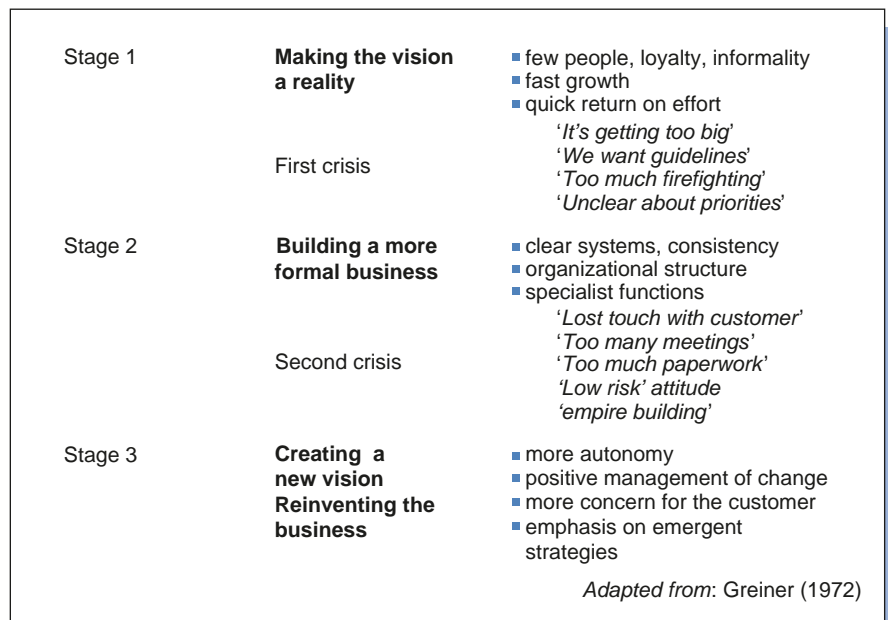 Stage 1 Making the vision ▪ few people, loyalty, informality
a reality ▪ fast growth
▪ quick return on effort
‘It's getting too big’
‘We want guidelines’
First crisis ‘Too much firefighting’
‘Unclear about priorities’
Stage 2 Building a more ▪ clear systems, consistency
formal business ▪ organizational structure
▪ specialist functions
‘Lost touch with customer’
‘Too many meetings’
Second crisis ‘Too much paperwork’
‘Low risk’ attitude
‘empire building’
Stage 3 Creating a ▪ more autonomy
new vision ▪ positive management of change
Reinventing the ▪ more concern for the customer
business ▪ emphasis on emergent
strategies
Adapted from: Greiner (1972)